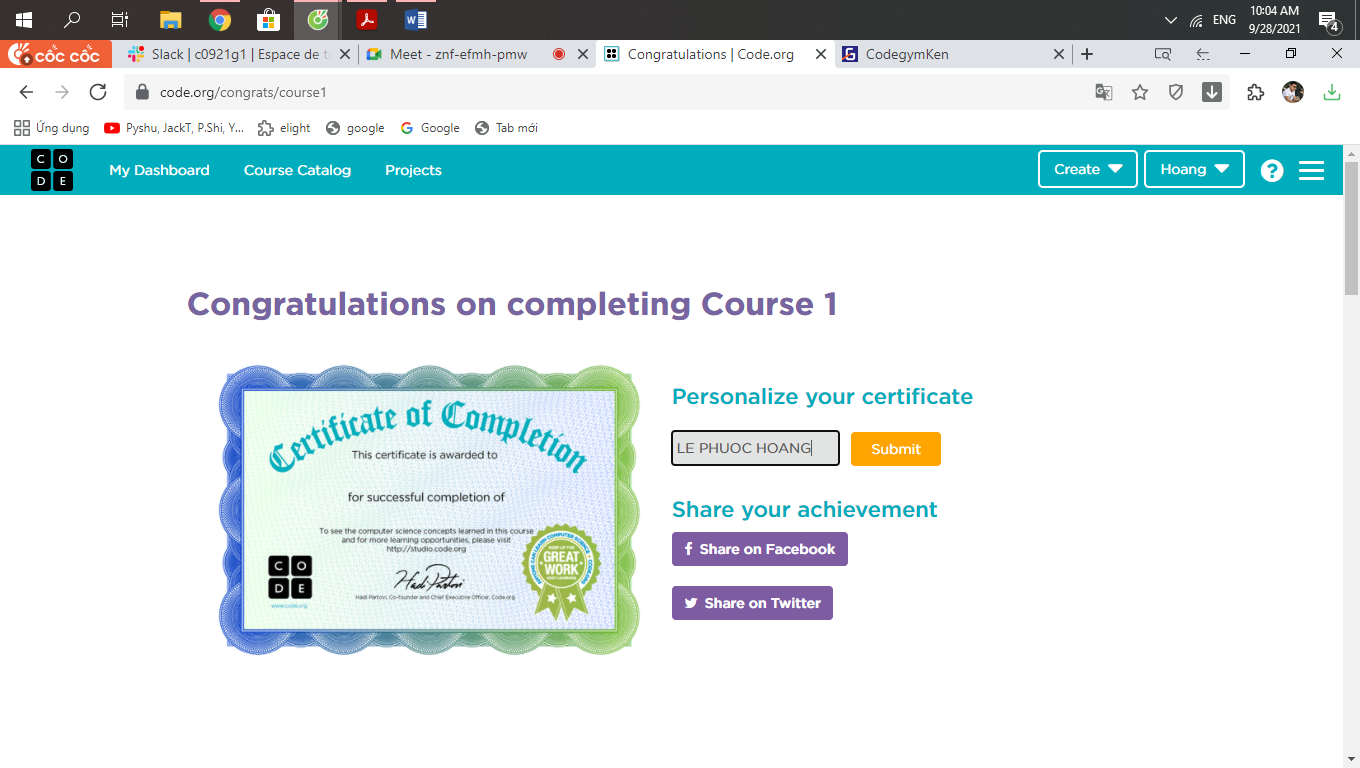 ENG
10:04 AM
9/28/2021
4
cốc cốc
Slack | c0921g1 | Espace de t
Meet - znf-efmh-pmw
Congratulations | Code.org
CodegymKen
code.org/congrats/course1
Ứng dụng
Pyshu, JackT, P.Shi, Y...
elight
google
Google
Tab mới
C O
D E
My Dashboard
Course Catalog
Projects
Create
Hoang
?
Congratulations on completing Course 1
Certificate of Completion
This certificate is awarded to
for successful completion of
To see the computer science concepts learned in this course
and for more learning opportunities, please visit
http://studio.code.org
C O
D E
www.code.org
Hadi Partovi
Hadi Partovi, Co-founder and Chief Executive Officer, Code.org
GREAT
WORK
Personalize your certificate
LE PHUOC HOANG
Submit
Share your achievement
f Share on Facebook
Share on Twitter